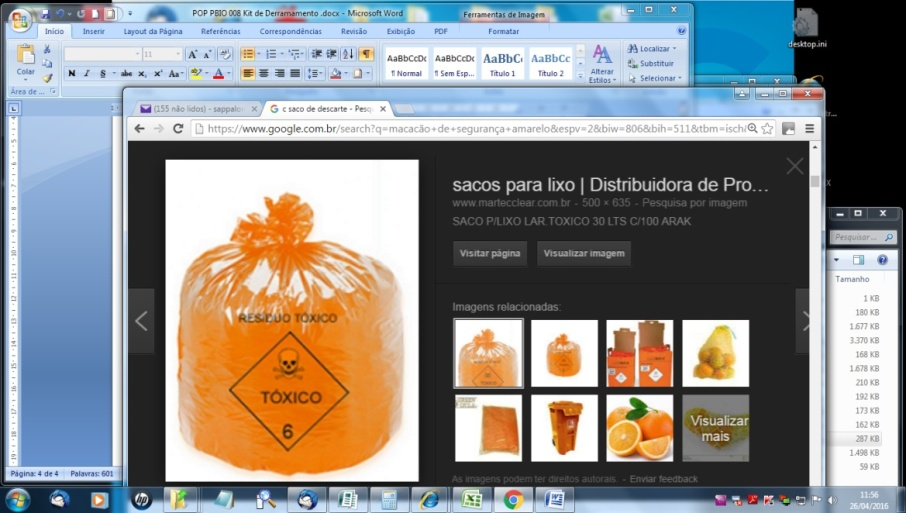 POP PBIO 008 Kit de Derramamento .docx - Microsoft Word
Ferramentas de Imagem
Início
Inserir
Layout da Página
Referências
Correspondências
Revisão
Exibição
PDF
Formatar
Colar
11
AaBbCcDc
AaBbCcDc
AaBbC
AaBbCc
¶ Normal
¶ Sem Esp...
Título 1
Título 2
Alterar
Estilos
Localizar
Substituir
Selecionar
Área de ...
desktop.ini
(155 não lidos) - sappalo
c saco de descarte - Pesq
https://www.google.com.br/search?q=macacão+de+segurança+amarelo&espv=2&biw=806&bih=511&tbm=isch
sacos para lixo | Distribuidora de Pro...
www.martecclear.com.br - 500 × 635 - Pesquisa por imagem
SACO P/LIXO LAR.TOXICO 30 LTS C/100 ARAK
Visitar página
Visualizar imagem
Imagens relacionadas:
RESÍDUO TÓXICO
TÓXICO
6
Visualizar
mais
As imagens podem ter direitos autorais. - Enviar feedback
Pesquisar...
Tamanho
1 KB
180 KB
1.677 KB
3.370 KB
168 KB
1.678 KB
210 KB
192 KB
173 KB
162 KB
287 KB
1.498 KB
59 KB
Página: 4 de 4
Palavras: 601
11:56
26/04/2016